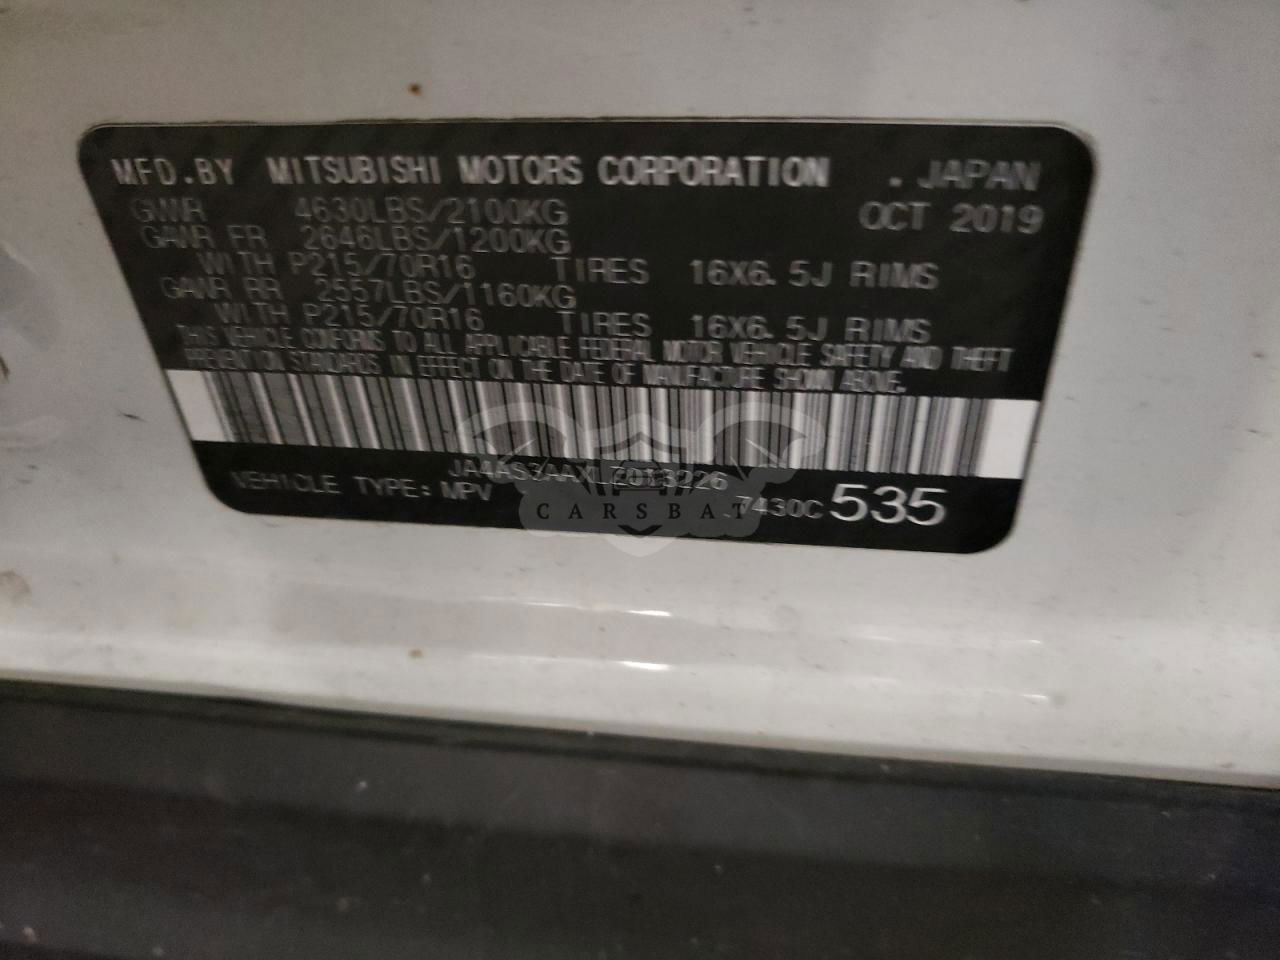 MFD.BY MITSUBISHI MOTORS CORPORATION . JAPAN
GVWR 4630LBS/2100KG OCT 2019
GAWR FR 2646LBS/1200KG
WITH P215/70R16 TIRES 16X6.5J RIMS
GAWR RR 2557LBS/1160KG
WITH P215/70R16 TIRES 16X6.5J RIMS
THIS VEHICLE CONFORMS TO ALL APPLICABLE FEDERAL MOTOR VEHICLE SAFETY AND THEFT
PREVENTION STANDARDS IN EFFECT ON THE DATE OF MANUFACTURE SHOWN ABOVE.
JA4AS3AAXLZ013226
VEHICLE TYPE: MPV 7430C 535
CARSBAT